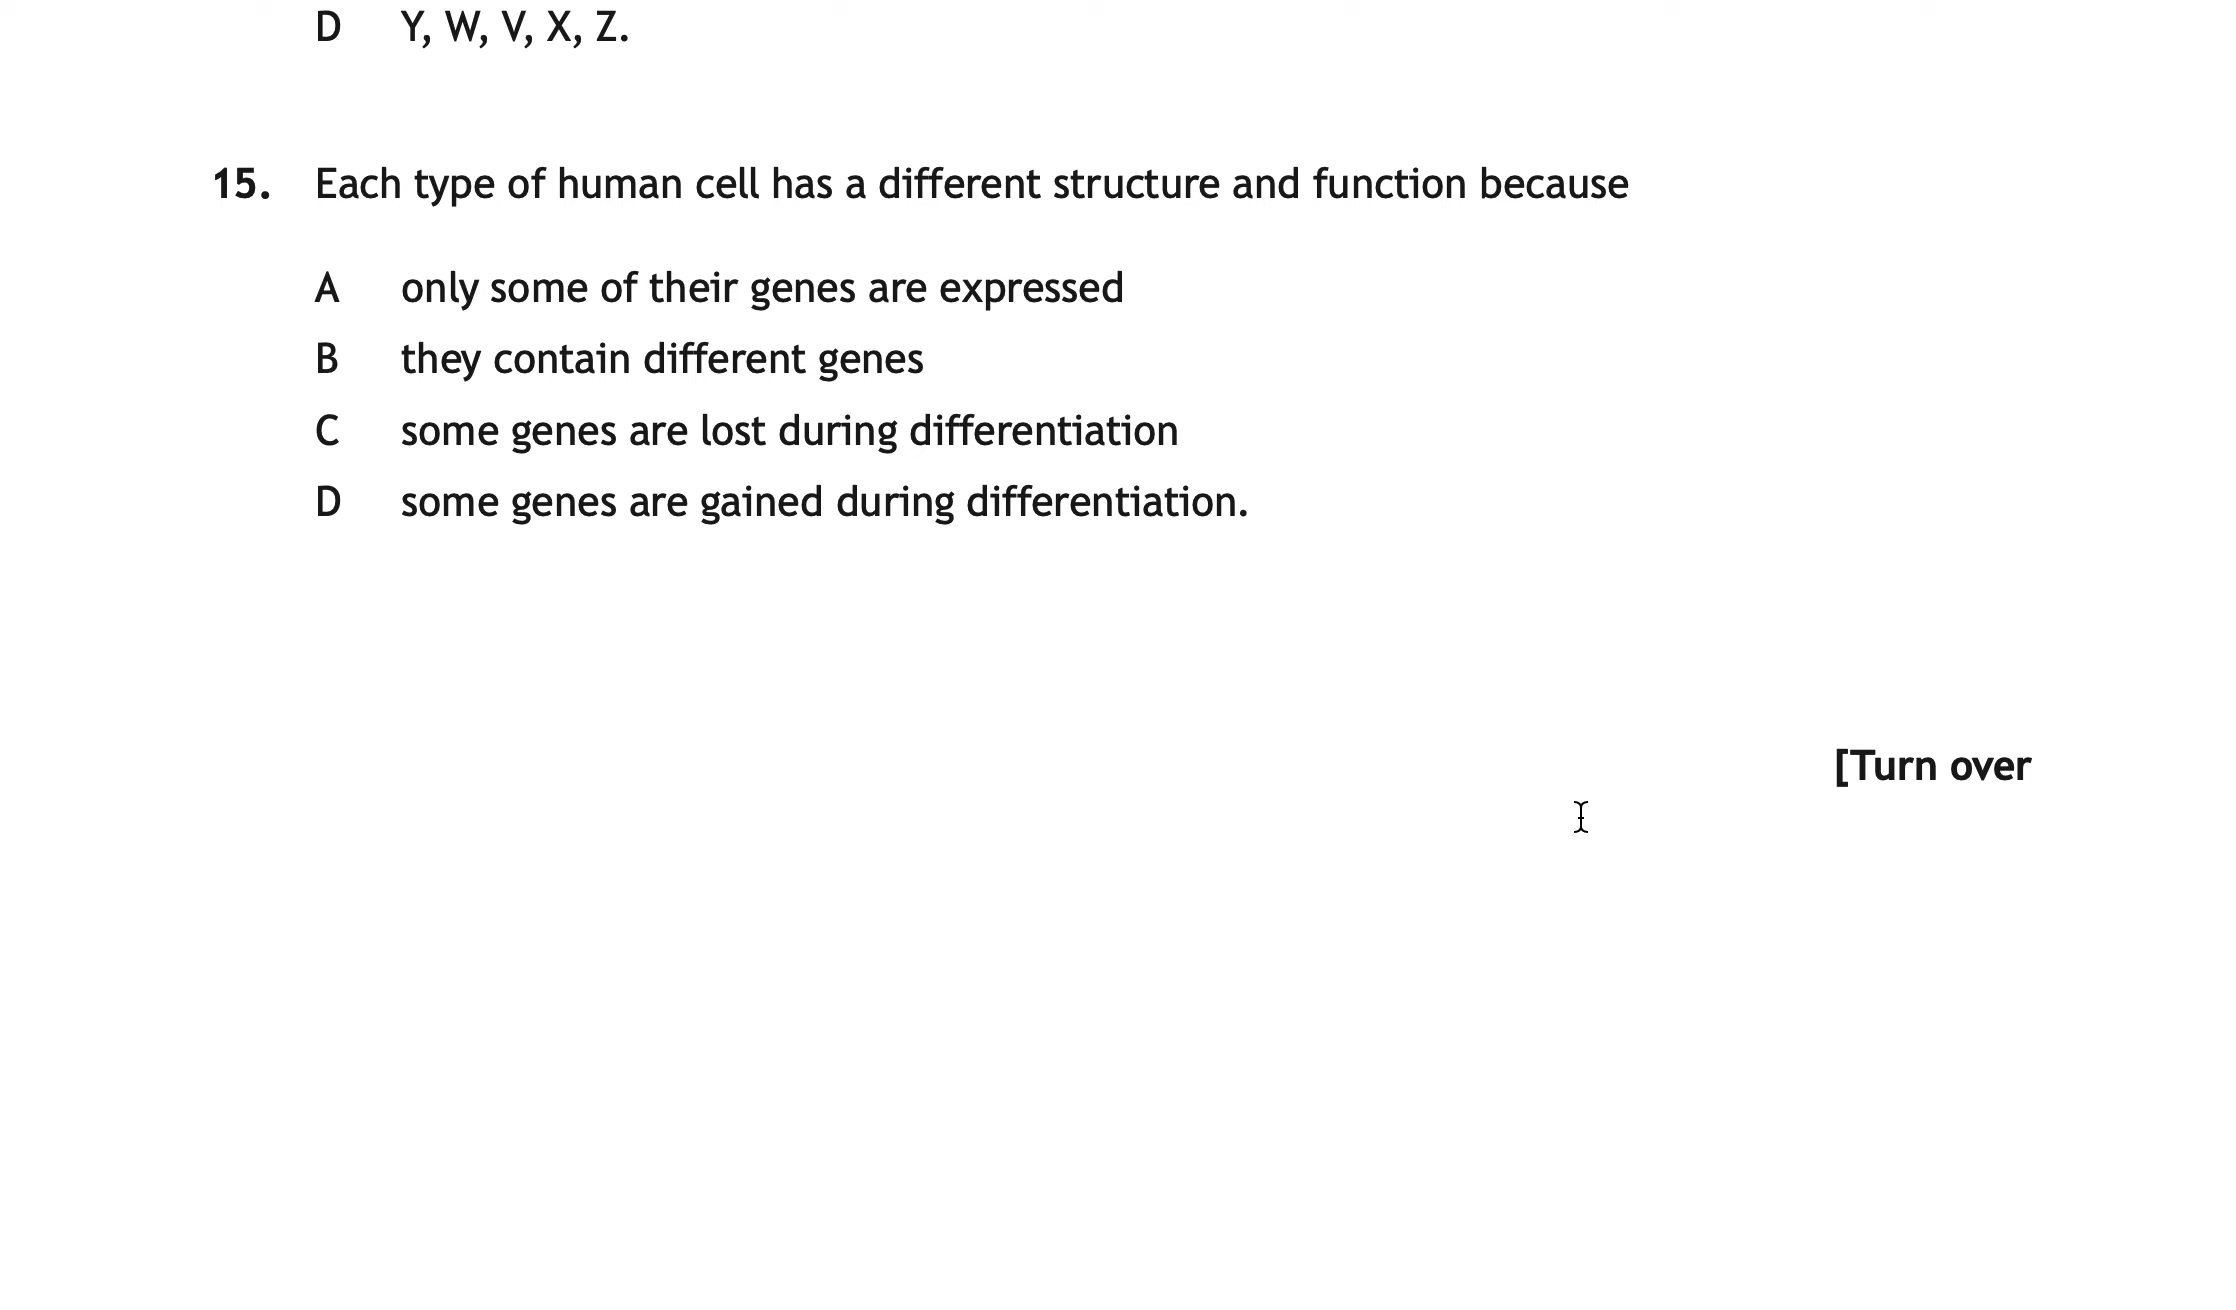 D Y, W, V, X, Z.
15. Each type of human cell has a different structure and function because
A only some of their genes are expressed
B they contain different genes
C some genes are lost during differentiation
D some genes are gained during differentiation.
[Turn over